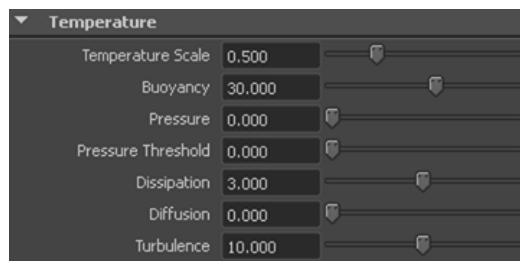 Temperature
Temperature Scale 0.500
Buoyancy 30.000
Pressure 0.000
Pressure Threshold 0.000
Dissipation 3.000
Diffusion 0.000
Turbulence 10.000